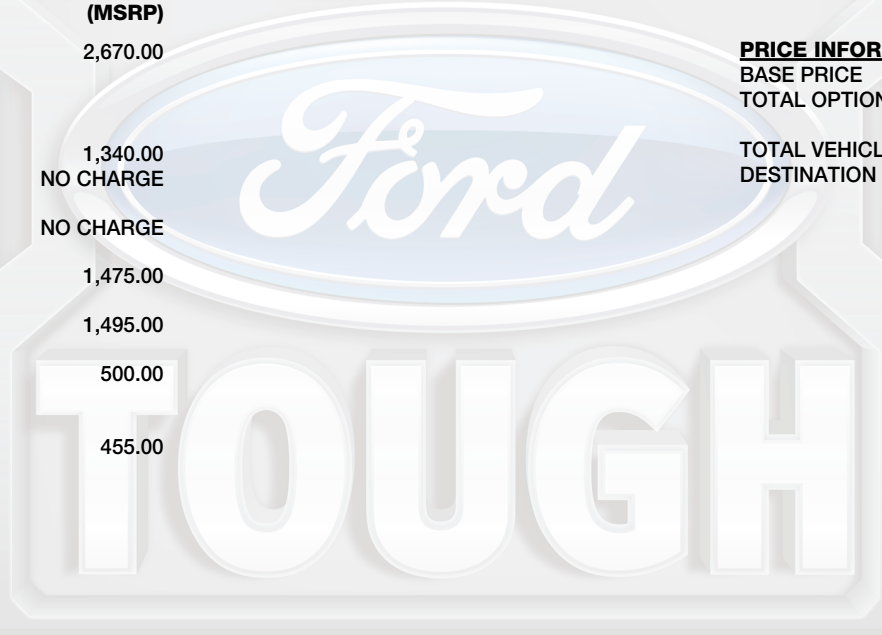 (MSRP)
2,670.00
1,340.00
NO CHARGE
NO CHARGE
1,475.00
1,495.00
500.00
455.00
PRICE INFOR
BASE PRICE
TOTAL OPTION
TOTAL VEHICL
DESTINATION
Ford
TOUGH